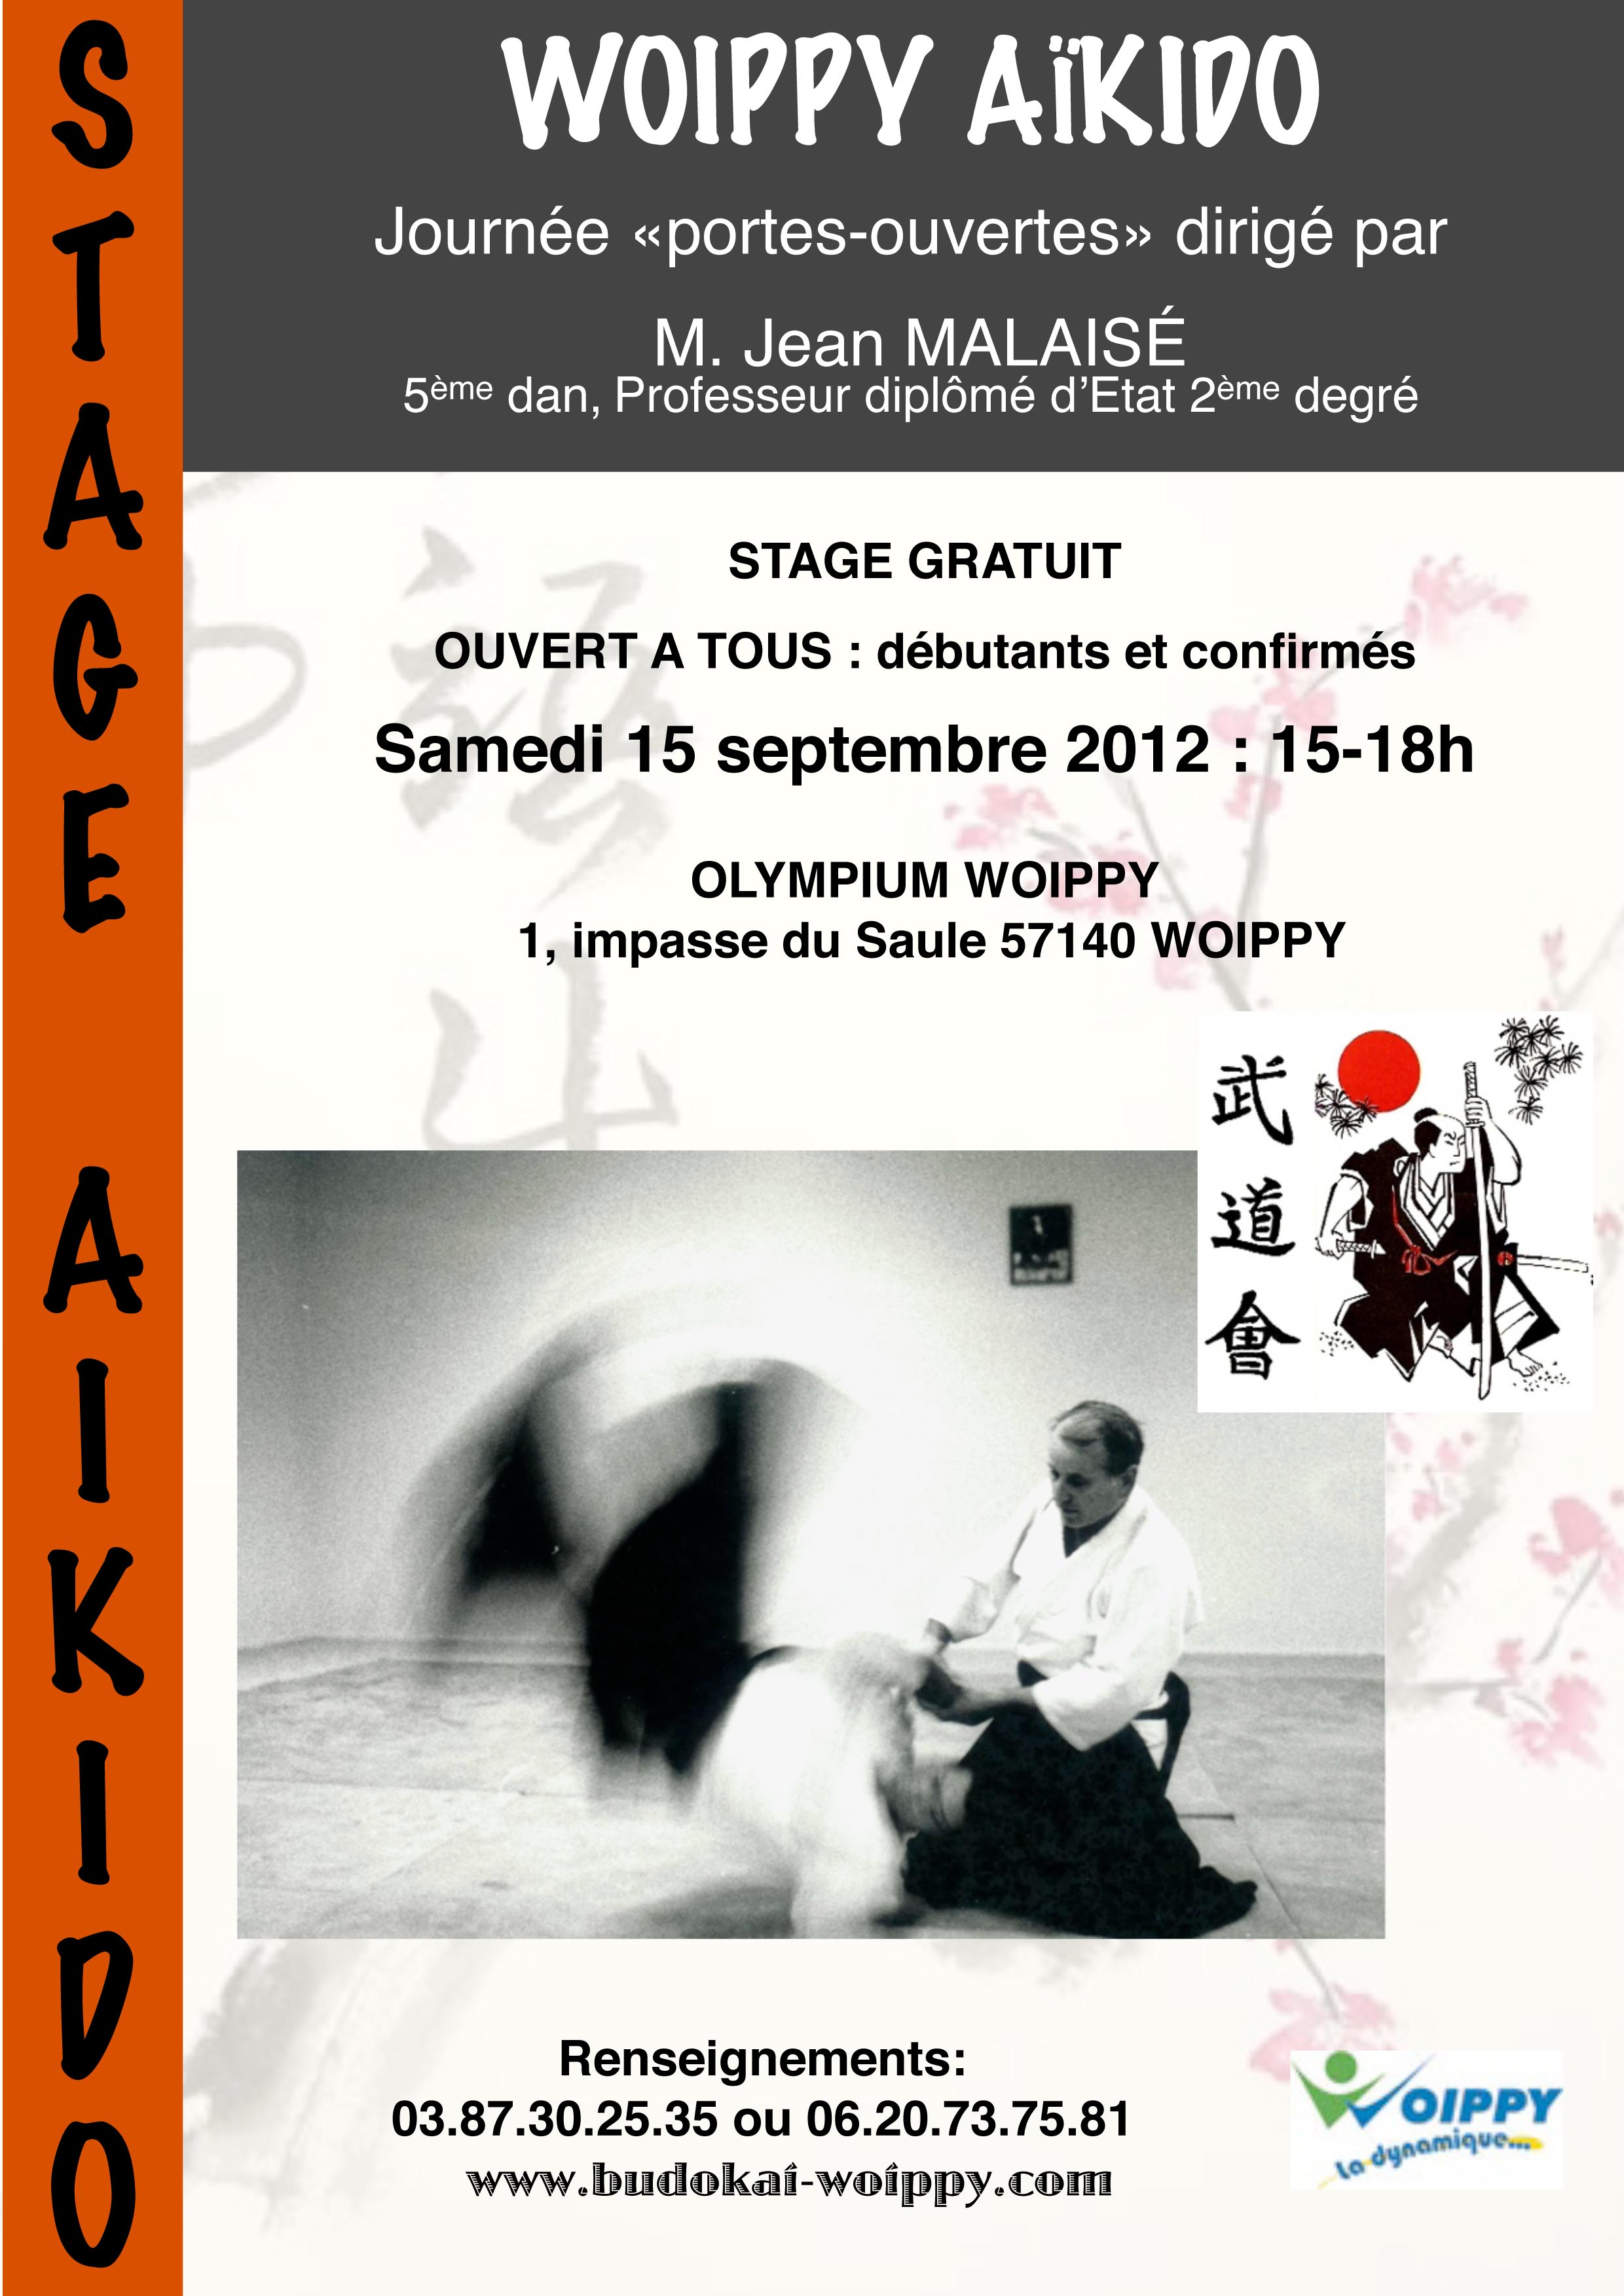 STAGE AIKIDO
WOIPPY AïKIDO
Journée «portes-ouvertes» dirigé par
M. Jean MALAISÉ
5ème dan, Professeur diplômé d’Etat 2ème degré
STAGE GRATUIT
OUVERT A TOUS : débutants et confirmés
Samedi 15 septembre 2012 : 15-18h
OLYMPIUM WOIPPY
1, impasse du Saule 57140 WOIPPY
武
道
會
Renseignements:
03.87.30.25.35 ou 06.20.73.75.81
www.budokai-woippy.com
WOIPPY
La dynamique...